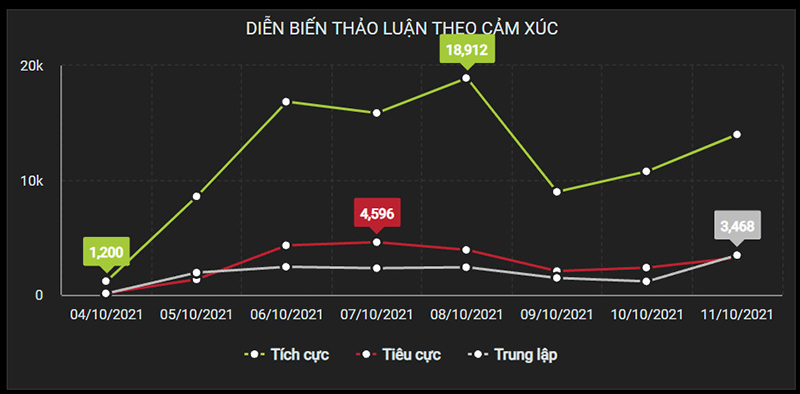 DIỄN BIẾN THẢO LUẬN THEO CẢM XÚC
18,912
20k
10k
4,596
3,468
1,200
0
04/10/2021 05/10/2021 06/10/2021 07/10/2021 08/10/2021 09/10/2021 10/10/2021 11/10/2021
Tích cực Tiêu cực Trung lập